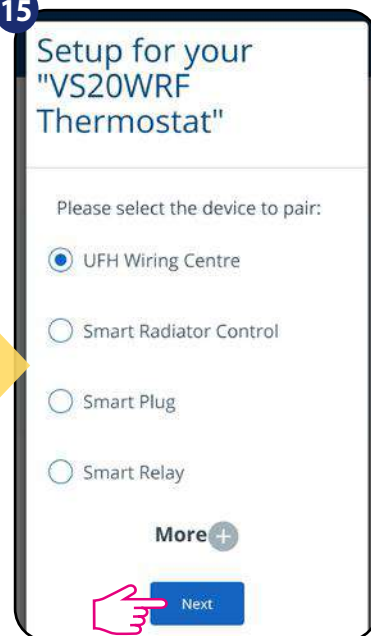 15
Setup for your
"VS20WRF
Thermostat"
Please select the device to pair:
UFH Wiring Centre
Smart Radiator Control
Smart Plug
Smart Relay
More
Next